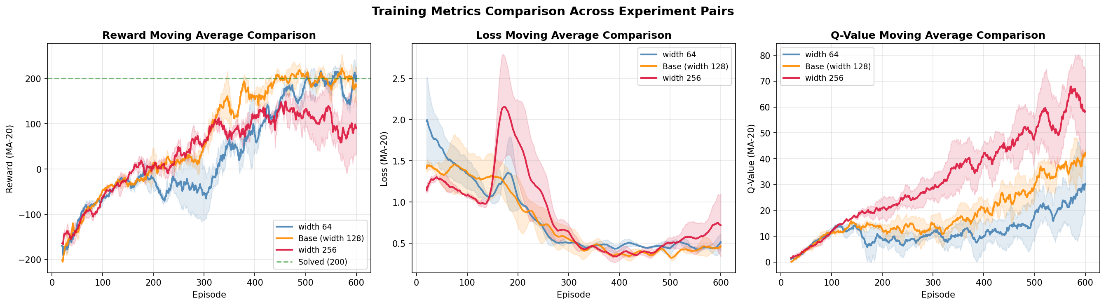 Training Metrics Comparison Across Experiment Pairs
Reward Moving Average Comparison
Reward (MA-20)
200
100
0
−100
−200
width 64
Base (width 128)
width 256
Solved (200)
0 100 200 300 400 500 600
Episode
Loss Moving Average Comparison
Loss (MA-20)
2.5
2.0
1.5
1.0
0.5
width 64
Base (width 128)
width 256
0 100 200 300 400 500 600
Episode
Q-Value Moving Average Comparison
Q-Value (MA-20)
80
70
60
50
40
30
20
10
0
width 64
Base (width 128)
width 256
0 100 200 300 400 500 600
Episode